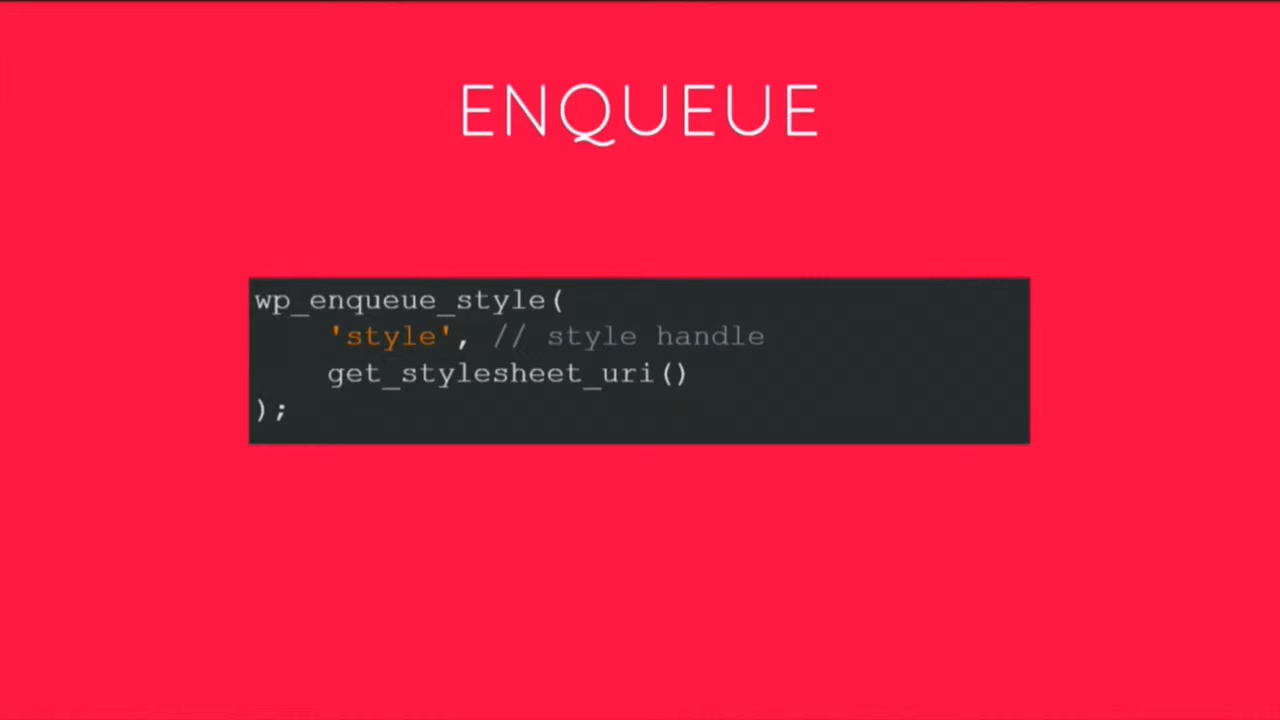 ENQUEUE
wp_enqueue_style(
    'style', // style handle
    get_stylesheet_uri()
);